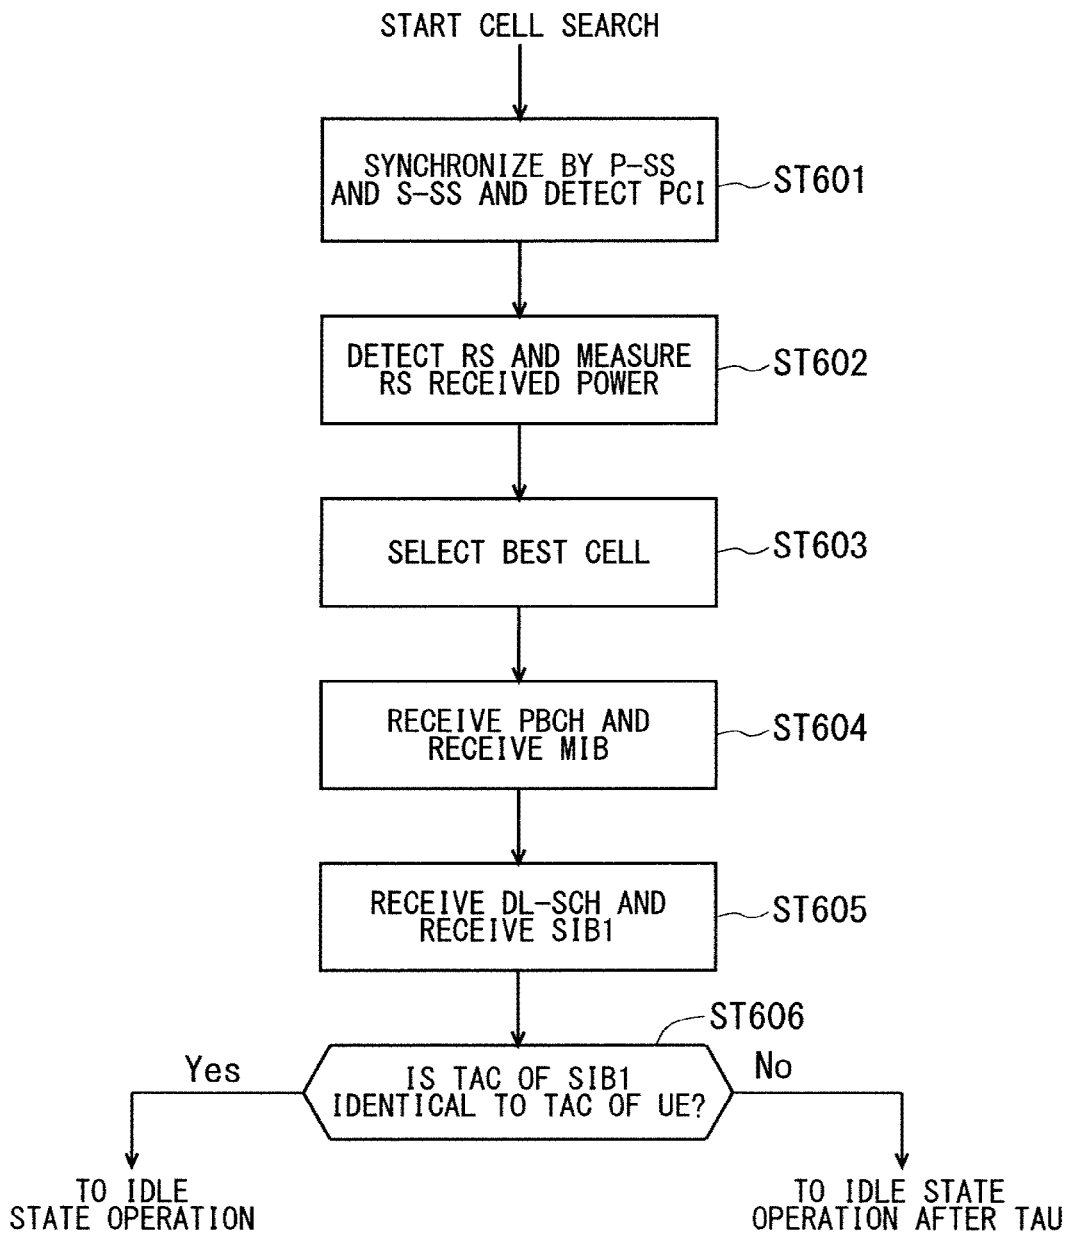 START CELL SEARCH
SYNCHRONIZE BY P-SS
AND S-SS AND DETECT PCI
ST601
DETECT RS AND MEASURE
RS RECEIVED POWER
ST602
SELECT BEST CELL
ST603
RECEIVE PBCH AND
RECEIVE MIB
ST604
RECEIVE DL-SCH AND
RECEIVE SIB1
ST605
ST606
IS TAC OF SIB1
IDENTICAL TO TAC OF UE?
Yes
No
TO IDLE
STATE OPERATION
TO IDLE STATE
OPERATION AFTER TAU